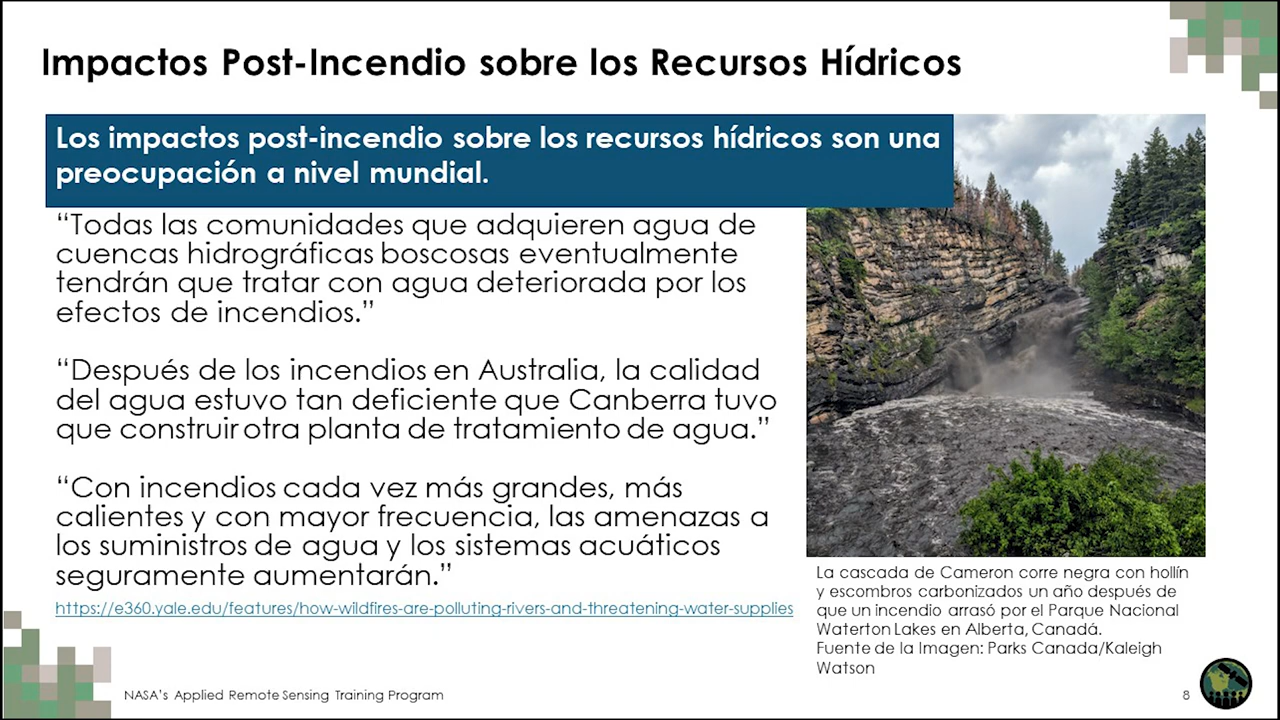 Impactos Post-Incendio sobre los Recursos Hídricos
Los impactos post-incendio sobre los recursos hídricos son una
preocupación a nivel mundial.
“Todas las comunidades que adquieren agua de
cuencas hidrográficas boscosas eventualmente
tendrán que tratar con agua deteriorada por los
efectos de incendios.”
“Después de los incendios en Australia, la calidad
del agua estuvo tan deficiente que Canberra tuvo
que construir otra planta de tratamiento de agua.”
“Con incendios cada vez más grandes, más
calientes y con mayor frecuencia, las amenazas a
los suministros de agua y los sistemas acuáticos
seguramente aumentarán.”
https://e360.yale.edu/features/how-wildfires-are-polluting-rivers-and-threatening-water-supplies
La cascada de Cameron corre negra con hollín
y escombros carbonizados un año después de
que un incendio arrasó por el Parque Nacional
Waterton Lakes en Alberta, Canadá.
Fuente de la Imagen: Parks Canada/Kaleigh
Watson
NASA’s Applied Remote Sensing Training Program
8